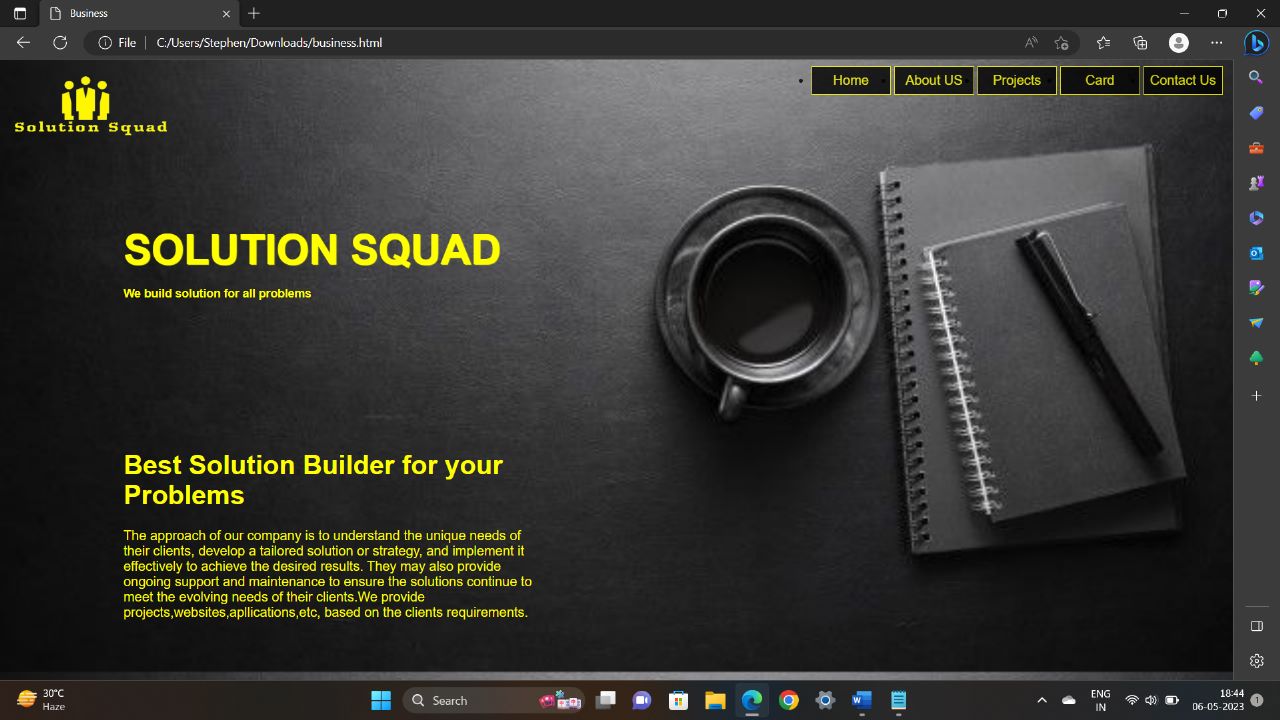 Business
File
C:/Users/Stephen/Downloads/business.html
Solution Squad
Home About US Projects Card Contact Us
SOLUTION SQUAD
We build solution for all problems
Best Solution Builder for your
Problems
The approach of our company is to understand the unique needs of
their clients, develop a tailored solution or strategy, and implement it
effectively to achieve the desired results. They may also provide
ongoing support and maintenance to ensure the solutions continue to
meet the evolving needs of their clients.We provide
projects,websites,apllications,etc, based on the clients requirements.
30°C
Haze
Search
ENG
IN
18:44
06-05-2023
1